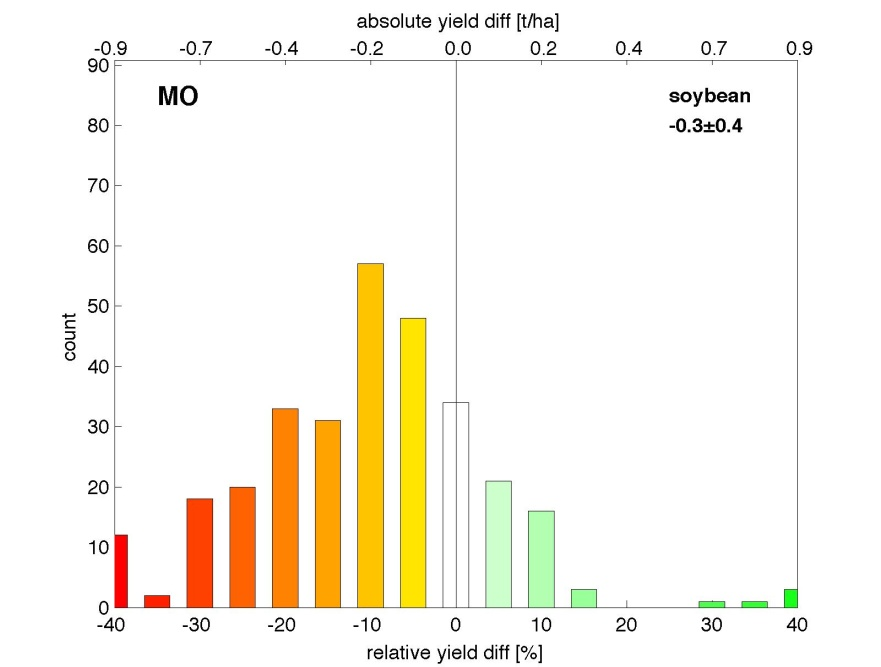 absolute yield diff [t/ha]
-0.9 -0.7 -0.4 -0.2 0.0 0.2 0.4 0.7 0.9
MO
soybean
-0.3±0.4
count
90
80
70
60
50
40
30
20
10
0
-40 -30 -20 -10 0 10 20 30 40
relative yield diff [%]